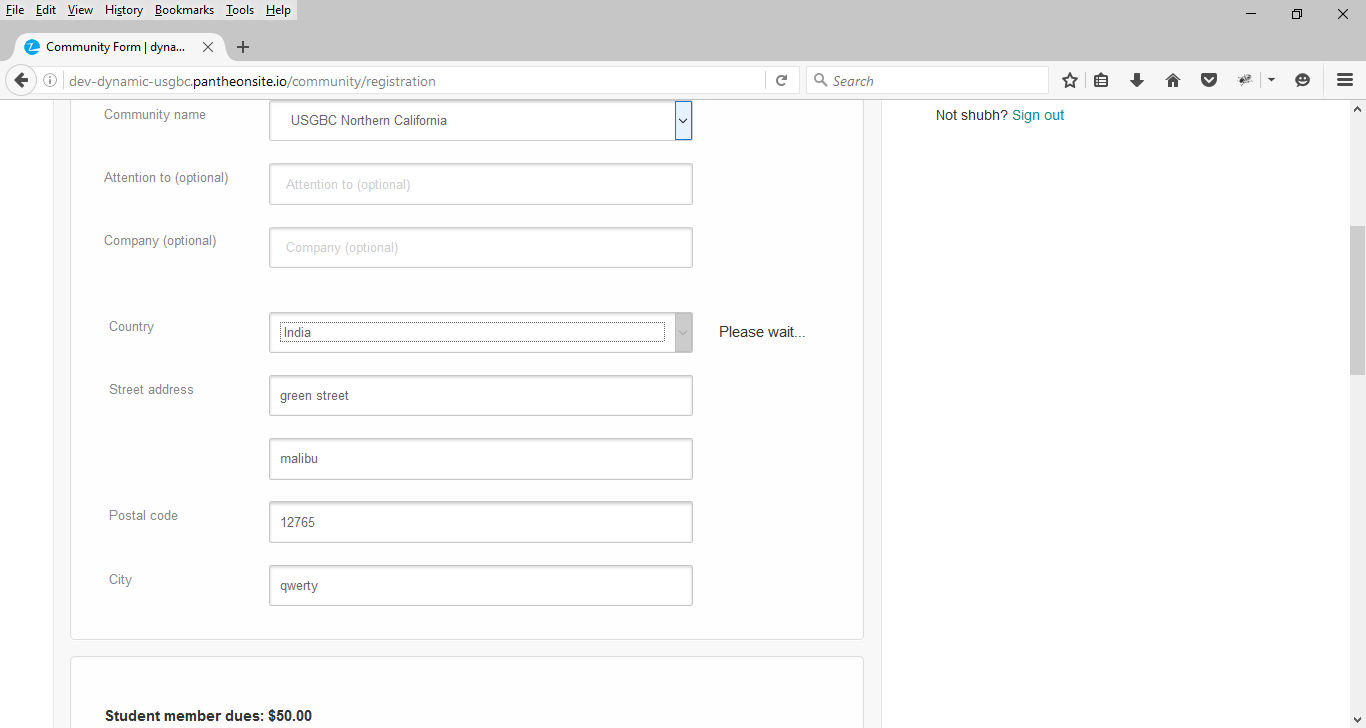 File Edit View History Bookmarks Tools Help
Community Form | dyna...
dev-dynamic-usgbc.pantheonsite.io/community/registration
Search
Community name
USGBC Northern California
Not shubh? Sign out
Attention to (optional)
Attention to (optional)
Company (optional)
Company (optional)
Country
India
Please wait...
Street address
green street
malibu
Postal code
12765
City
qwerty
Student member dues: $50.00